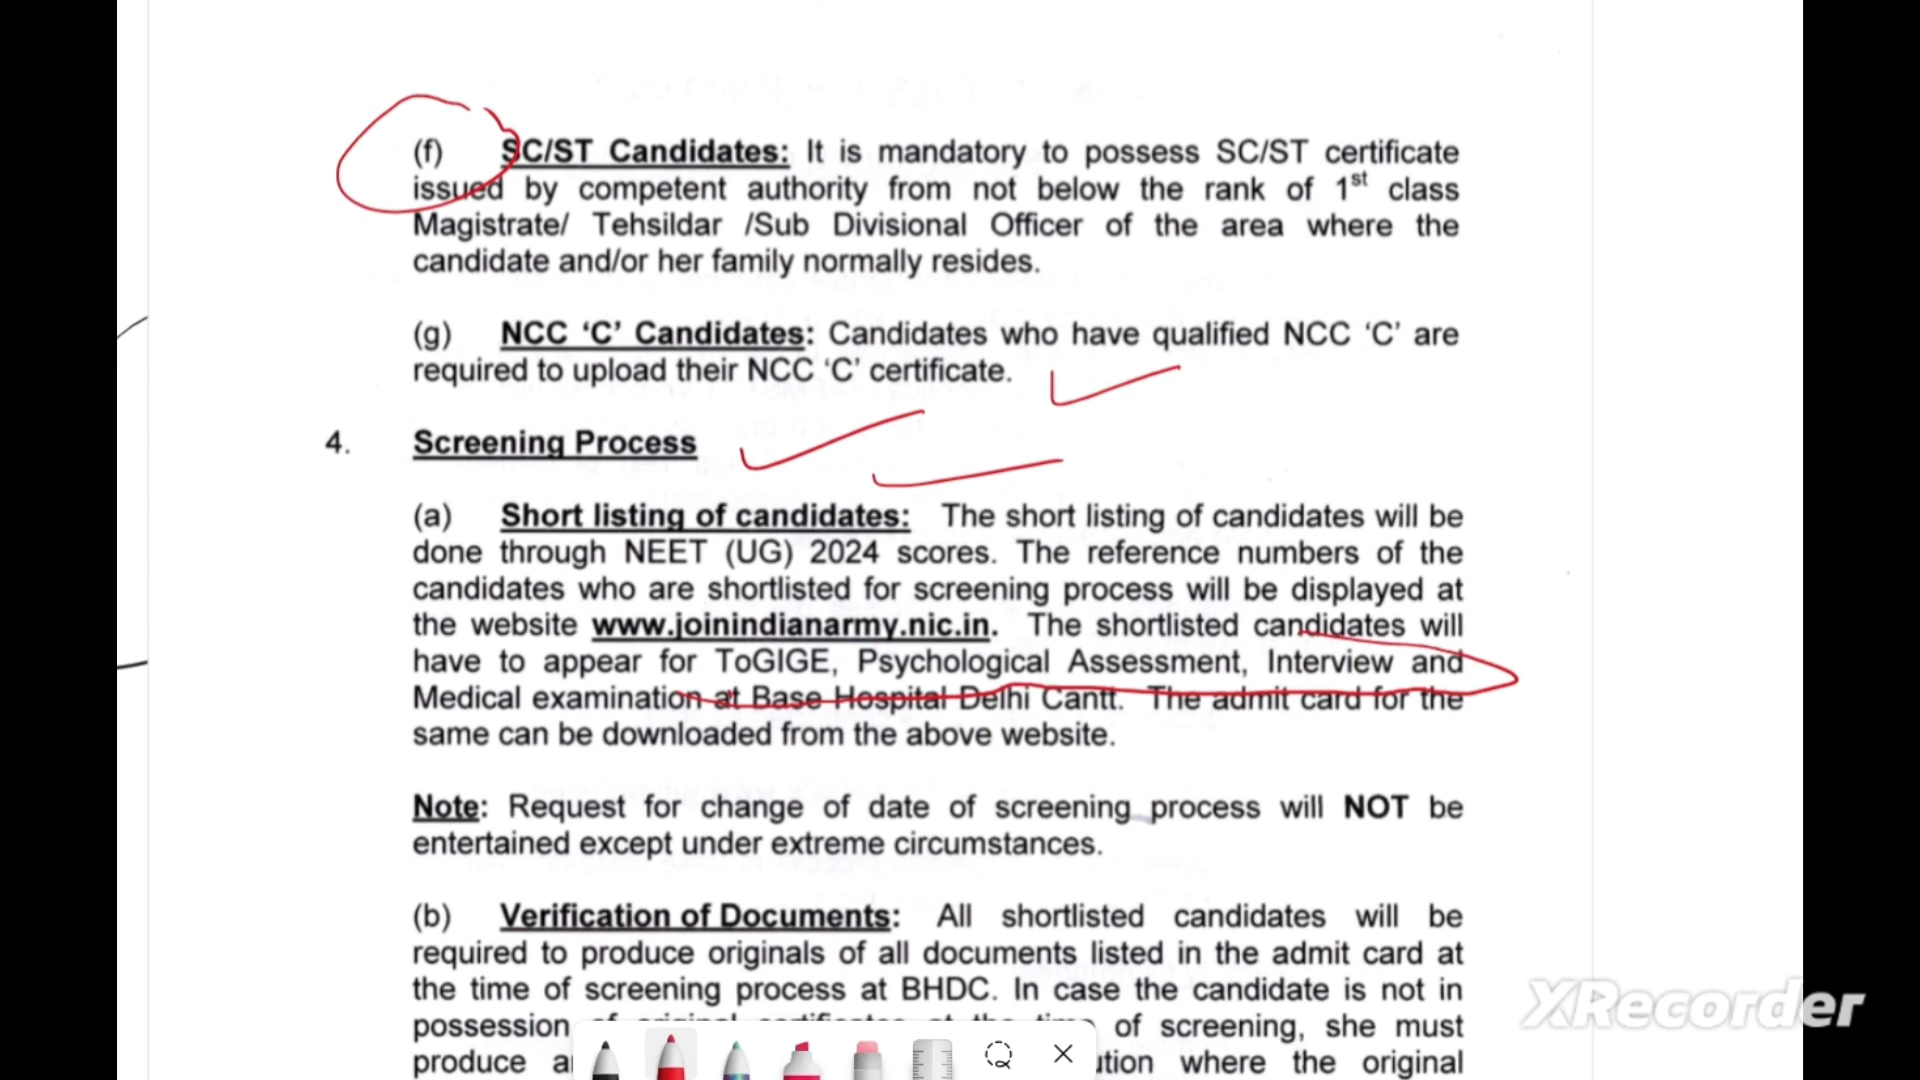 (f) SC/ST Candidates: It is mandatory to possess SC/ST certificate
issued by competent authority from not below the rank of 1st class
Magistrate/ Tehsildar /Sub Divisional Officer of the area where the
candidate and/or her family normally resides.
(g) NCC ‘C’ Candidates: Candidates who have qualified NCC ‘C’ are
required to upload their NCC ‘C’ certificate.
4. Screening Process
(a) Short listing of candidates: The short listing of candidates will be
done through NEET (UG) 2024 scores. The reference numbers of the
candidates who are shortlisted for screening process will be displayed at
the website www.joinindianarmy.nic.in. The shortlisted candidates will
have to appear for ToGIGE, Psychological Assessment, Interview and
Medical examination at Base Hospital Delhi Cantt. The admit card for the
same can be downloaded from the above website.
Note: Request for change of date of screening process will NOT be
entertained except under extreme circumstances.
(b) Verification of Documents: All shortlisted candidates will be
required to produce originals of all documents listed in the admit card at
the time of screening process at BHDC. In case the candidate is not in
possession of original certificates at the time of screening, she must
produce where the original
XRecorder